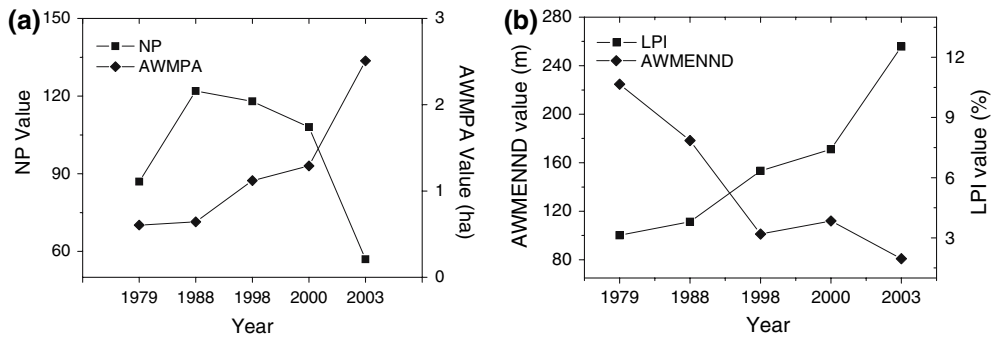 (a)
150
120
90
60
NP Value
NP
AWMPA
3
2
1
0
AWMPA Value (ha)
1979 1988 1998 2000 2003
Year
(b)
280
240
200
160
120
80
AWMENND value (m)
LPI
AWMENND
12
9
6
3
LPI value (%)
1979 1988 1998 2000 2003
Year